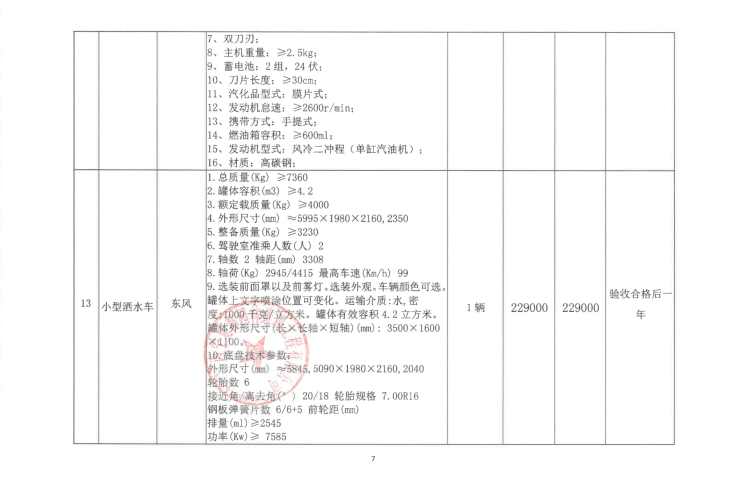 7、双刀刃;
8、主机重量: ≥2.5kg;
9、蓄电池: 2 组, 24 伏;
10、刀片长度: ≥30cm;
11、汽化品型式: 膜片式;
12、发动机怠速: ≥2600r/min;
13、携带方式: 手提式;
14、燃油箱容积: ≥600ml;
15、发动机型式: 风冷二冲程（单缸汽油机）;
16、材质: 高碳钢;
13
小型洒水车
东风
1.总质量(Kg) ≥7360
2.罐体容积(m3) ≥4.2
3.额定载质量(Kg) ≥4000
4.外形尺寸(mm) ≈5995×1980×2160,2350
5.整备质量(Kg) ≥3230
6.驾驶室准乘人数(人) 2
7.轴数 2 轴距(mm) 3308
8.轴荷(Kg) 2945/4415 最高车速(Km/h) 99
9.选装前面罩以及前雾灯。选装外观。车辆颜色可选。
罐体上文字喷涂位置可变化。运输介质:水,密
度:1000 千克/立方米。罐体有效容积 4.2 立方米。
罐体外形尺寸(长×长轴×短轴)(mm): 3500×1600
×1100。
10.底盘技术参数:
外形尺寸(mm) ≈5845,5090×1980×2160,2040
轮胎数 6
接近角/离去角(°) 20/18 轮胎规格 7.00R16
钢板弹簧片数 6/6+5 前轮距(mm)
排量(ml)≥2545
功率(Kw)≥ 7585
1 辆
229000
229000
验收合格后一
年
7